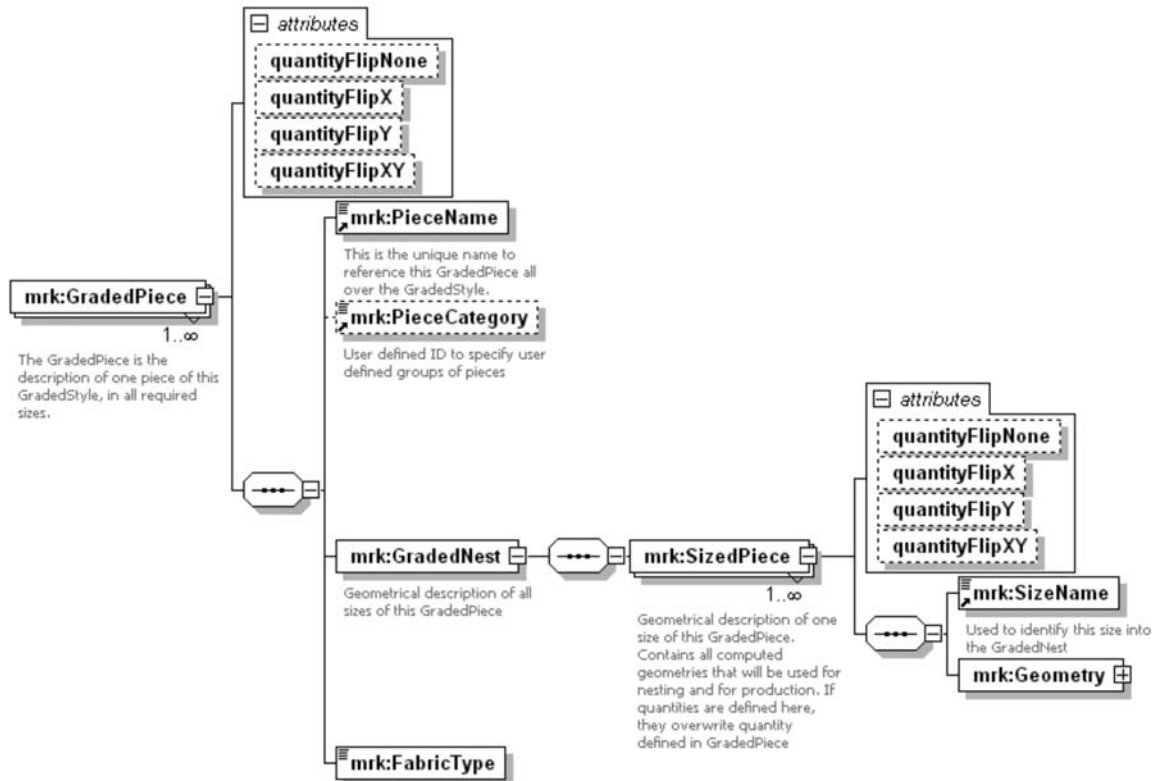 attributes
quantityFlipNone
quantityFlipX
quantityFlipY
quantityFlipXY
mrk:PieceName
This is the unique name to
reference this GradedPiece all
over the GradedStyle.
mrk:GradedPiece
1..∞
The GradedPiece is the
description of one piece of this
GradedStyle, in all required
sizes.
mrk:PieceCategory
User defined ID to specify user
defined groups of pieces
mrk:GradedNest
Geometrical description of all
sizes of this GradedPiece
mrk:SizedPiece
1..∞
Geometrical description of one
size of this GradedPiece.
Contains all computed
geometries that will be used for
nesting and for production. If
quantities are defined here,
they overwrite quantity
defined in GradedPiece
attributes
quantityFlipNone
quantityFlipX
quantityFlipY
quantityFlipXY
mrk:SizeName
Used to identify this size into
the GradedNest
mrk:Geometry
mrk:FabricType